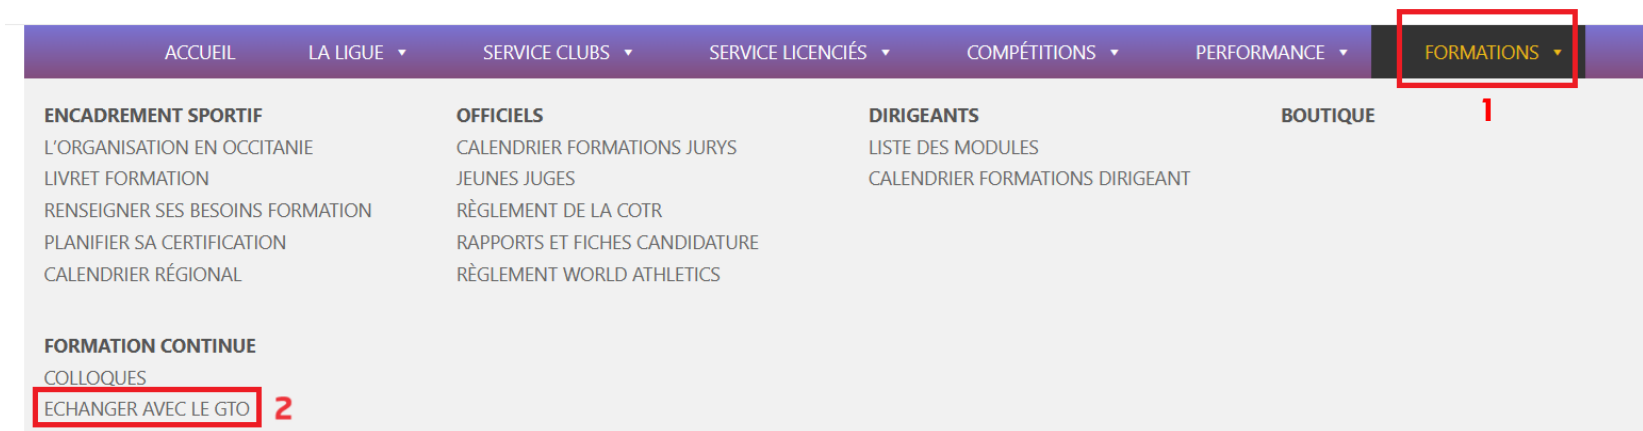 ACCUEIL LA LIGUE SERVICE CLUBS SERVICE LICENCIÉS COMPÉTITIONS PERFORMANCE FORMATIONS
1
ENCADREMENT SPORTIF
L'ORGANISATION EN OCCITANIE
LIVRET FORMATION
RENSEIGNER SES BESOINS FORMATION
PLANIFIER SA CERTIFICATION
CALENDRIER RÉGIONAL
OFFICIELS
CALENDRIER FORMATIONS JURYS
JEUNES JUGES
RÈGLEMENT DE LA COTR
RAPPORTS ET FICHES CANDIDATURE
RÈGLEMENT WORLD ATHLETICS
DIRIGEANTS
LISTE DES MODULES
CALENDRIER FORMATIONS DIRIGEANT
BOUTIQUE
FORMATION CONTINUE
COLLOQUES
ECHANGER AVEC LE GTO 2